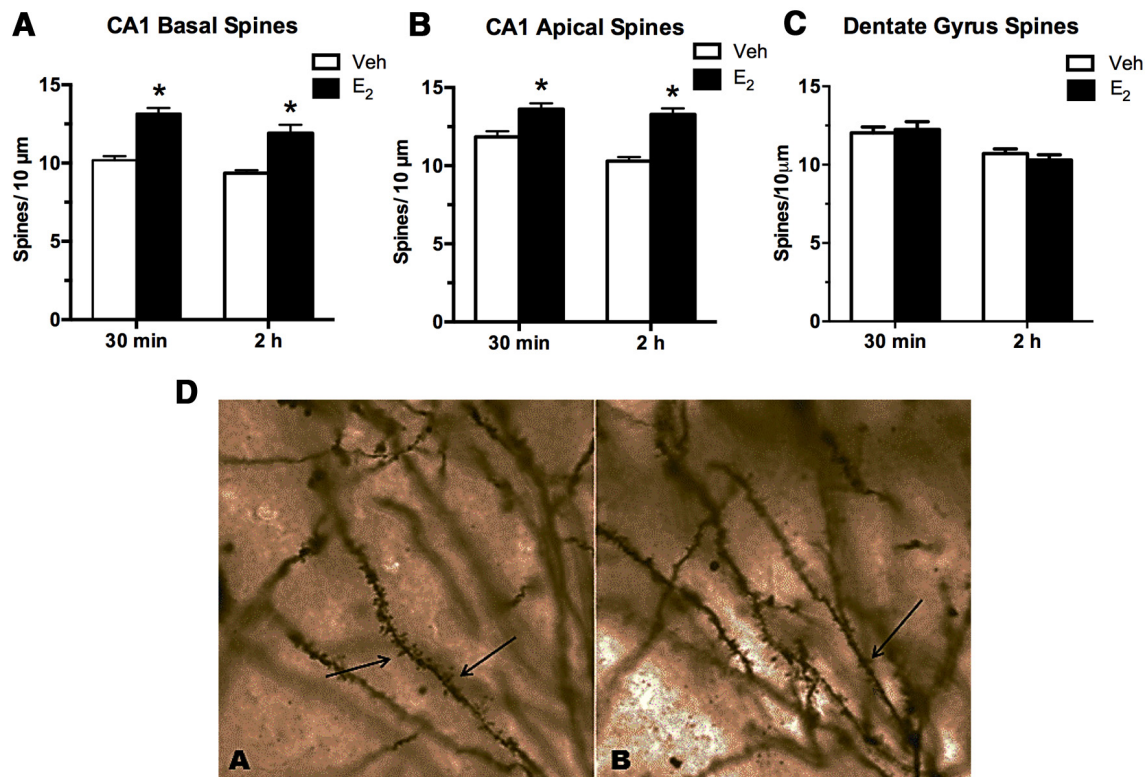 A
CA1 Basal Spines
Veh
E2
15
10
5
0
Spines/ 10 µm
*
*
30 min
2 h
B
CA1 Apical Spines
Veh
E2
15
10
5
0
Spines/ 10 µm
*
*
30 min
2 h
C
Dentate Gyrus Spines
Veh
E2
15
10
5
0
Spines/10µm
30 min
2 h
D
A
B